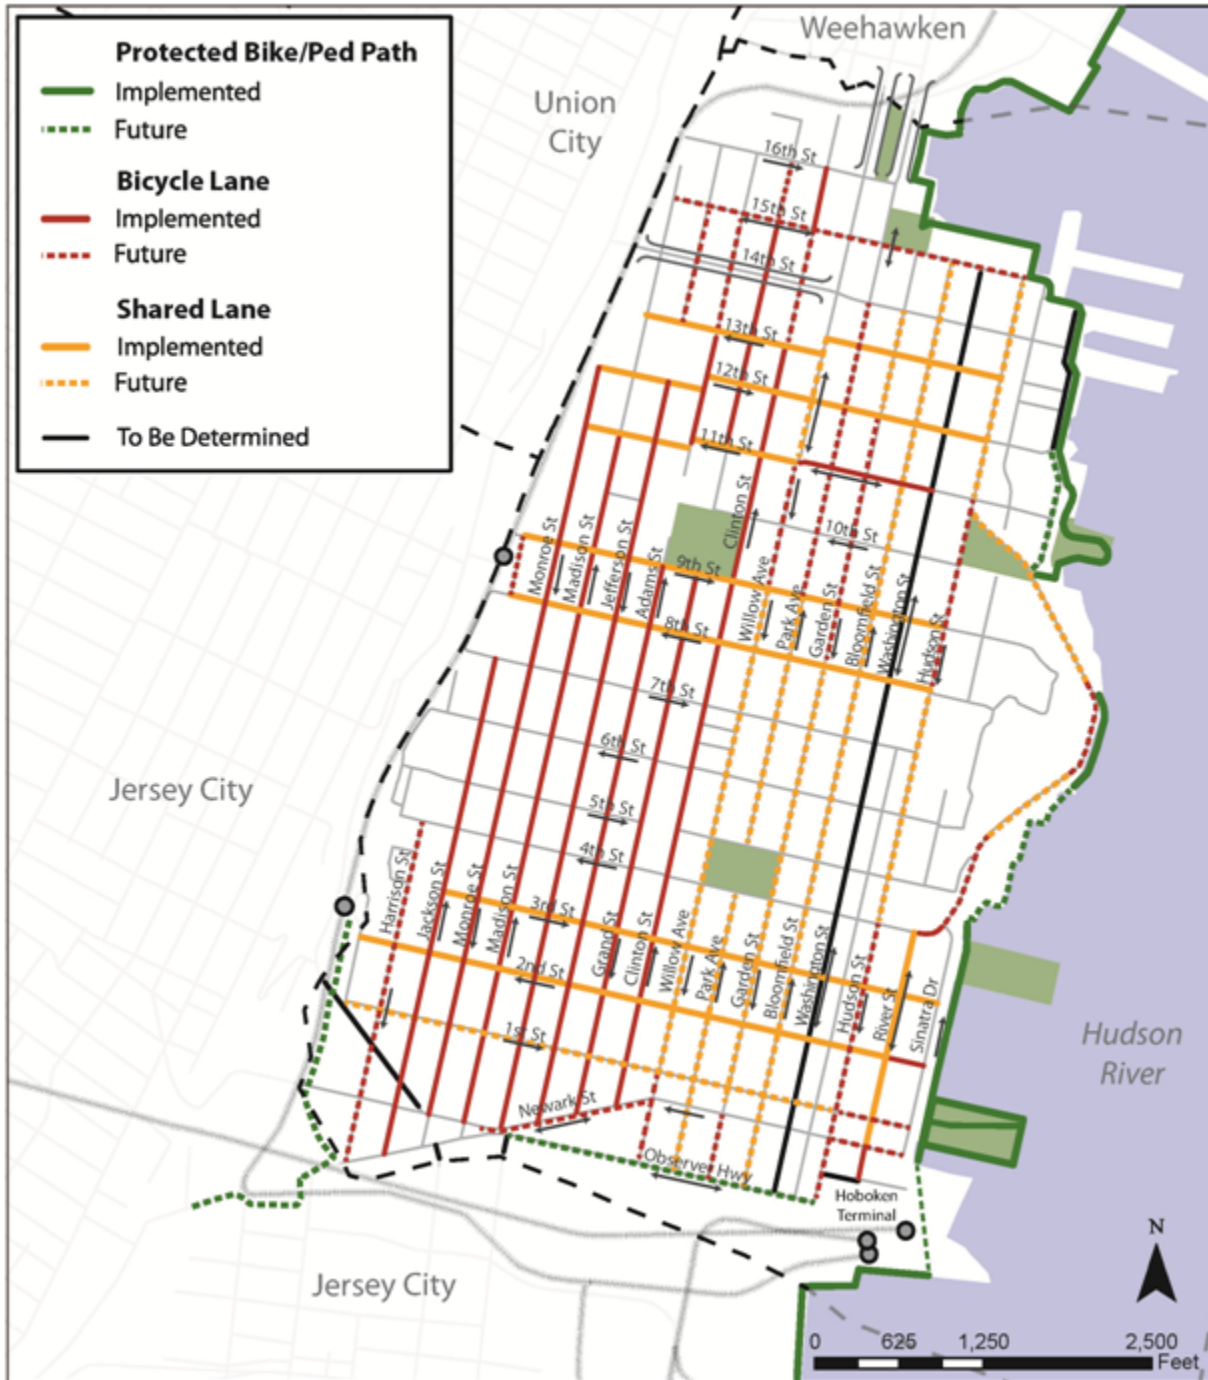 Weehawken
Protected Bike/Ped Path
Implemented
Future
Bicycle Lane
Implemented
Future
Shared Lane
Implemented
Future
To Be Determined
Union
City
16th St
15th St
14th St
13th St
12th St
11th St
10th St
9th St
8th St
7th St
6th St
5th St
4th St
3rd St
2nd St
1st St
Monroe St
Madison St
Jefferson St
Adams St
Clinton St
Willow Ave
Park Ave
Garden St
Bloomfield St
Washington St
Hudson St
Jersey City
Harrison St
Jackson St
Monroe St
Madison St
Grand St
Clinton St
Willow Ave
Park Ave
Garden St
Bloomfield St
Washington St
Hudson St
River St
Sinatra Dr
Hudson
River
Newark St
Observer Hwy
Hoboken
Terminal
Jersey City
N
0 625 1,250 2,500
Feet